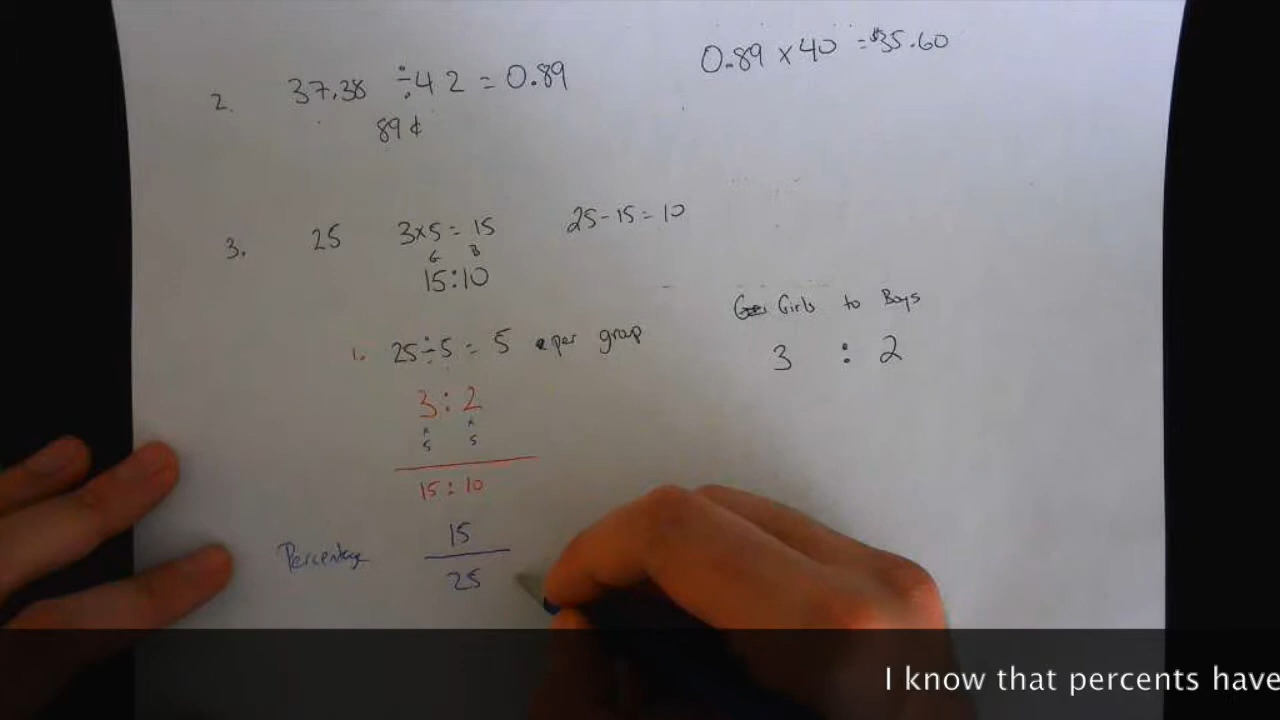 2. 37.38 ÷ 42 = 0.89
89¢
0.89 x 40 = $35.60
3. 25 3x5 = 15 25 - 15 = 10
G B
15:10
Girls to Boys
3 : 2
1. 25 ÷ 5 = 5 per group
3 : 2
x x
5 5
15 : 10
Percentage 15
25
I know that percents have